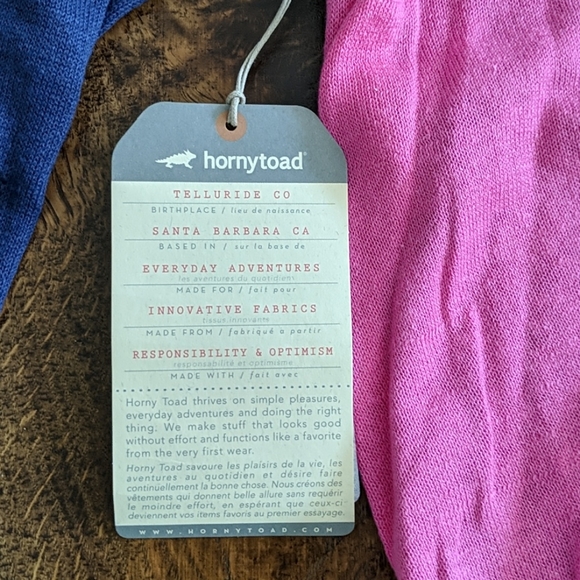 hornytoad®
TELLURIDE CO
BIRTHPLACE / lieu de naissance
SANTA BARBARA CA
BASED IN / sur la base de
EVERYDAY ADVENTURES
les aventures du quotidien
MADE FOR / fait pour
INNOVATIVE FABRICS
tissus innovants
MADE FROM / fabriqué a partir
RESPONSIBILITY & OPTIMISM
responsabilité et optimisme
MADE WITH / fait avec
Horny Toad thrives on simple pleasures,
everyday adventures and doing the right
thing. We make stuff that looks good
without effort and functions like a favorite
from the very first wear.
Horny Toad savoure les plaisirs de la vie, les
aventures au quotidien et désire faire
continüellement la bonne chose. Nous créons des
vêtements qui donnent belle allure sans requérir
le moindre effort, en espérant que ceux-ci
deviennent vos items favoris au premier essayage.
WWW.HORNYTOAD.COM